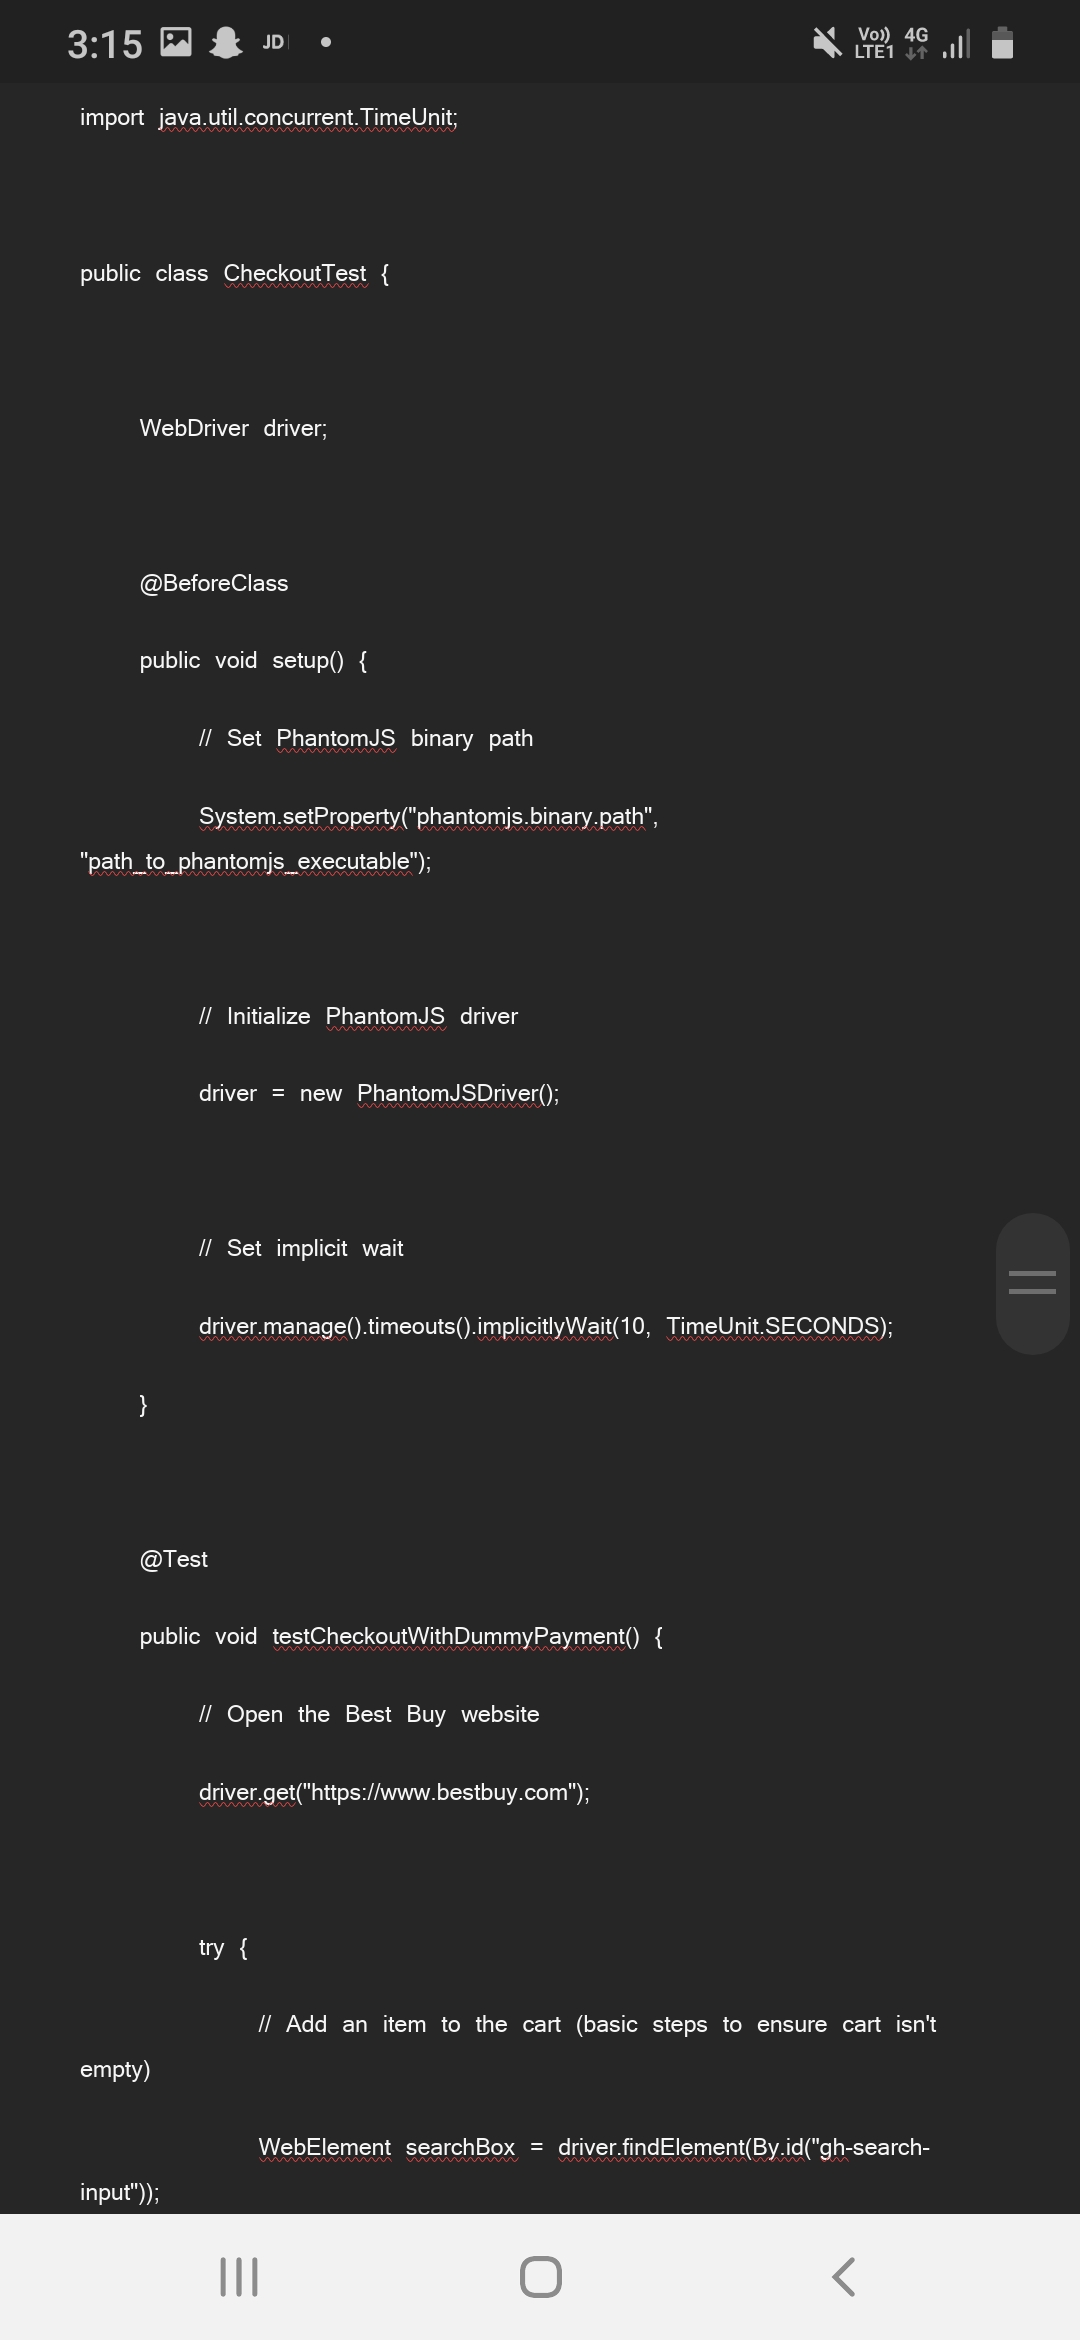 3:15 JD Vo)) LTE1 4G
import java.util.concurrent.TimeUnit;
public class CheckoutTest {
WebDriver driver;
@BeforeClass
public void setup() {
// Set PhantomJS binary path
System.setProperty("phantomjs.binary.path",
"path_to_phantomjs_executable");
// Initialize PhantomJS driver
driver = new PhantomJSDriver();
// Set implicit wait
driver.manage().timeouts().implicitlyWait(10, TimeUnit.SECONDS);
}
@Test
public void testCheckoutWithDummyPayment() {
// Open the Best Buy website
driver.get("https://www.bestbuy.com");
try {
// Add an item to the cart (basic steps to ensure cart isn't
empty)
WebElement searchBox = driver.findElement(By.id("gh-search-
input"));